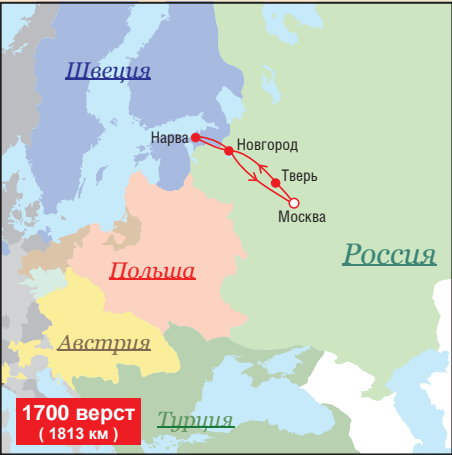 Швеция
Нарва
Новгород
Тверь
Москва
Россия
Польша
Австрия
1700 верст
( 1813 км )
Турция